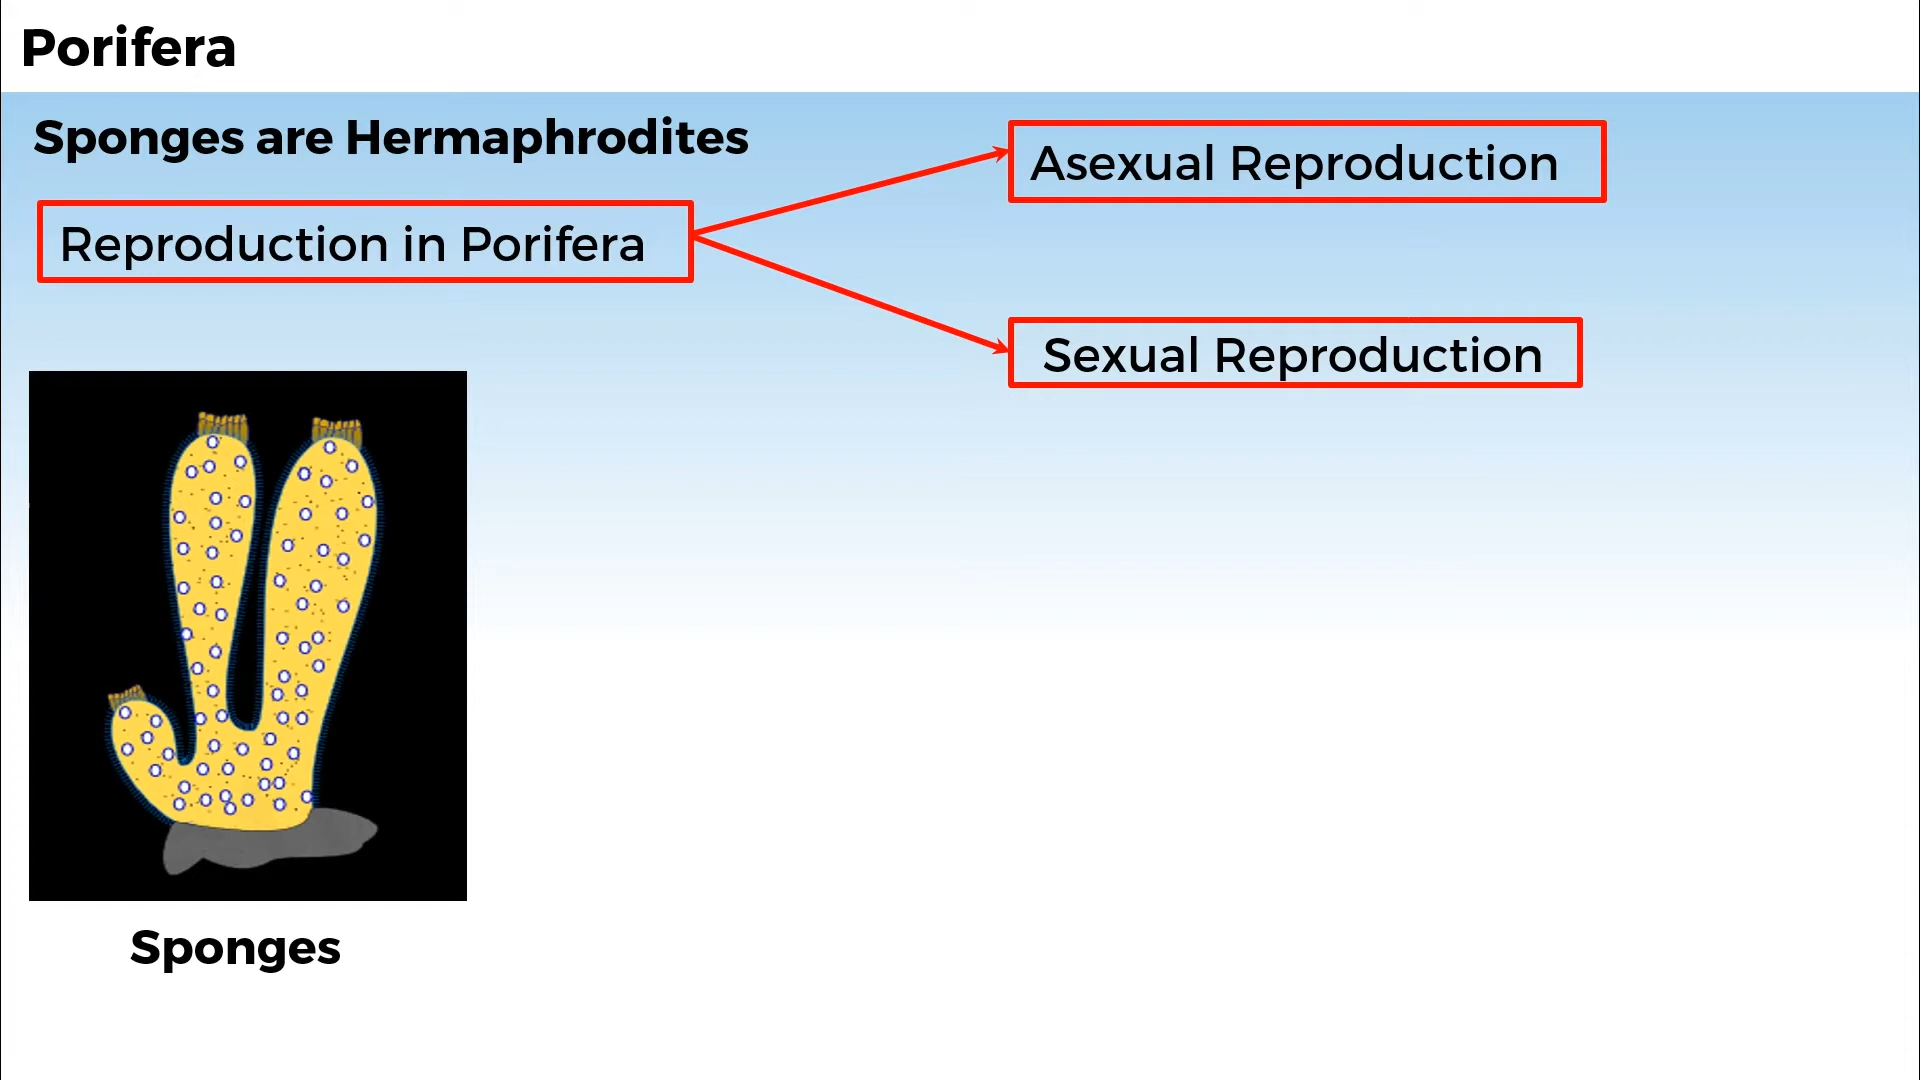 Porifera
Sponges are Hermaphrodites
Reproduction in Porifera
Asexual Reproduction
Sexual Reproduction
Sponges